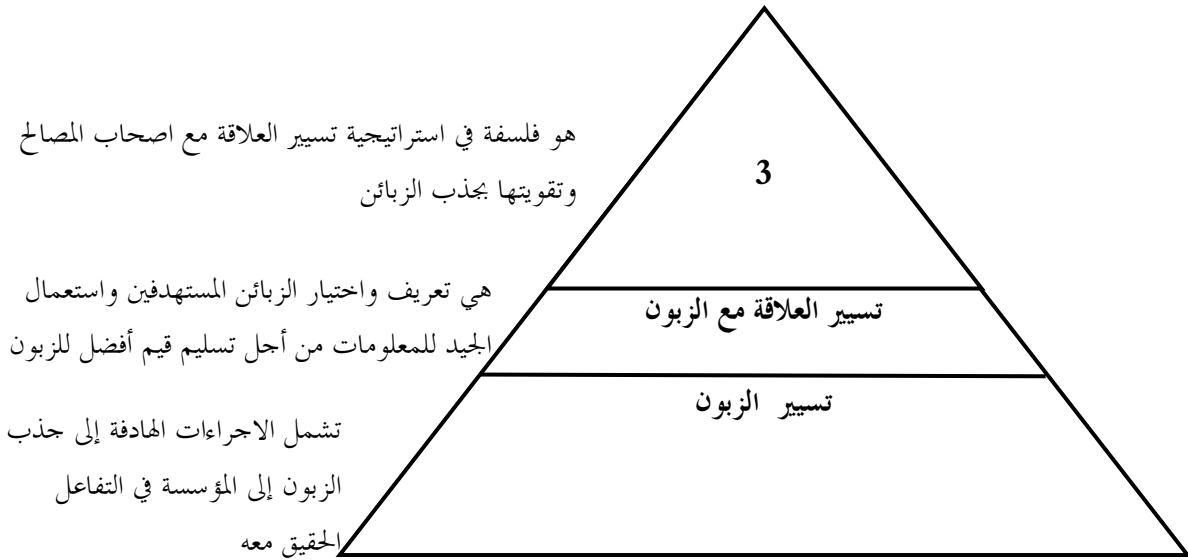 هو فلسفة في استراتيجية تسيير العلاقة مع اصحاب المصالح
وتقويتها بجذب الزبائن
3
هي تعريف واختيار الزبائن المستهدفين واستعمال
الجيد للمعلومات من أجل تسليم قيم أفضل للزبون
تسيير العلاقة مع الزبون
تسيير الزبون
تشمل الاجراءات الهادفة إلى جذب
الزبون إلى المؤسسة في التفاعل
الحقيق معه